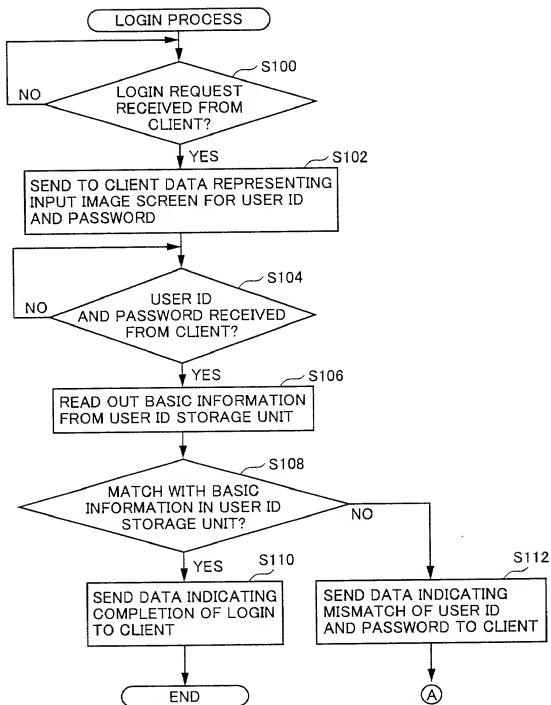 LOGIN PROCESS
S100
LOGIN REQUEST
RECEIVED FROM
CLIENT?
NO
YES
S102
SEND TO CLIENT DATA REPRESENTING
INPUT IMAGE SCREEN FOR USER ID
AND PASSWORD
S104
USER ID
AND PASSWORD RECEIVED
FROM CLIENT?
NO
YES
S106
READ OUT BASIC INFORMATION
FROM USER ID STORAGE UNIT
S108
MATCH WITH BASIC
INFORMATION IN USER ID
STORAGE UNIT?
NO
YES
S110
SEND DATA INDICATING
COMPLETION OF LOGIN
TO CLIENT
S112
SEND DATA INDICATING
MISMATCH OF USER ID
AND PASSWORD TO CLIENT
END
A